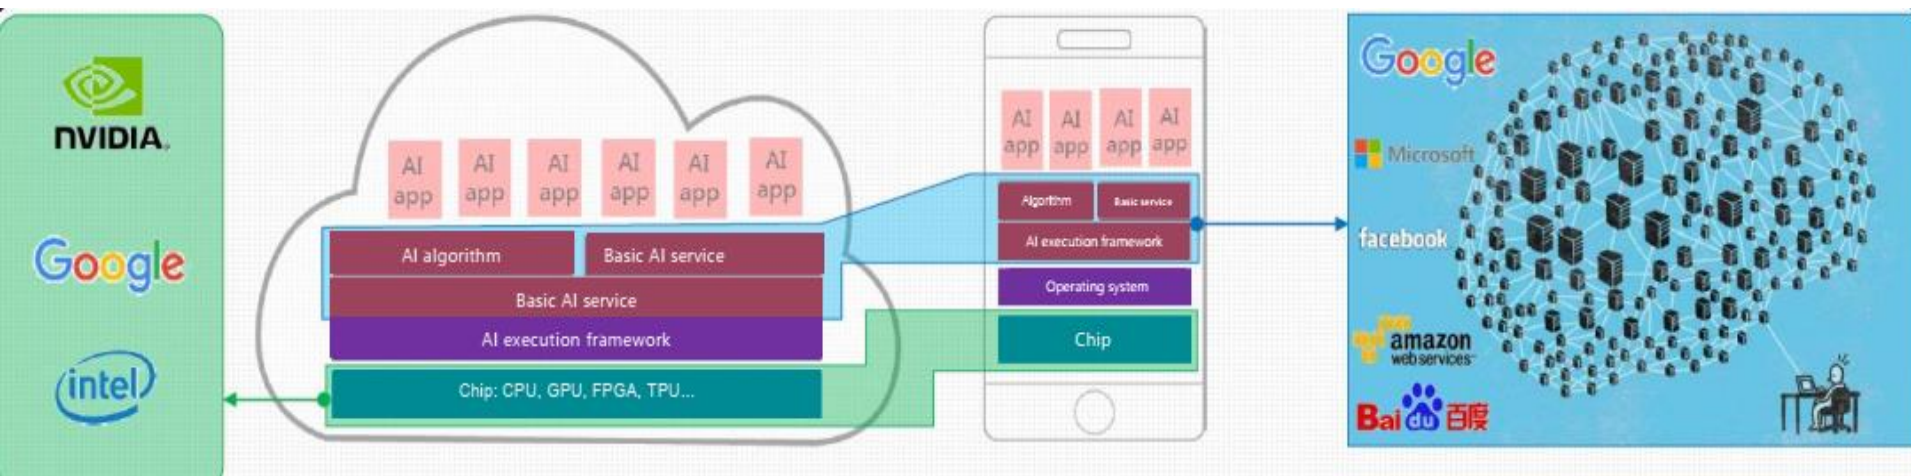 NVIDIA.
Google
intel
AI app
AI app
AI app
AI app
AI app
AI app
AI algorithm
Basic AI service
Basic AI service
AI execution framework
Chip: CPU, GPU, FPGA, TPU...
AI app
AI app
AI app
AI app
Algorithm
Basic service
AI execution framework
Operating system
Chip
Google
Microsoft
facebook
amazon
webservices
Bai du 百度